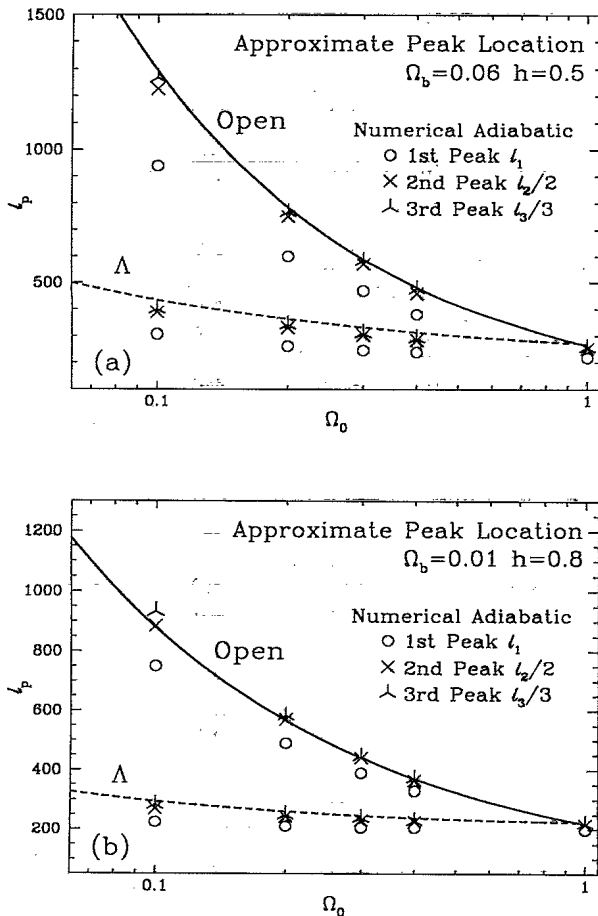 1500
Approximate Peak Location
Ω_b=0.06 h=0.5
Open
Numerical Adiabatic
1st Peak ℓ_1
2nd Peak ℓ_2/2
3rd Peak ℓ_3/3
1000
ℓ_p
Λ
500
(a)
0.1
1
Ω_0
1200
Approximate Peak Location
Ω_b=0.01 h=0.8
1000
Numerical Adiabatic
1st Peak ℓ_1
2nd Peak ℓ_2/2
3rd Peak ℓ_3/3
Open
800
ℓ_p
600
400
Λ
200
(b)
0.1
1
Ω_0